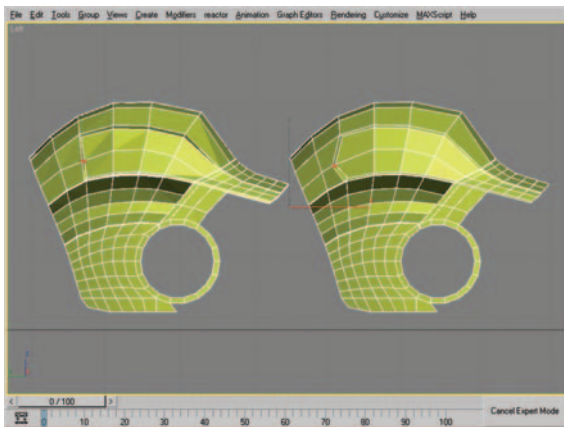 File Edit Tools Group Views Create Modifiers reactor Animation Graph Editors Rendering Customize MAXScript Help
Left
0 / 100
0 10 20 30 40 50 60 70 80 90 100
Cancel Expert Mode